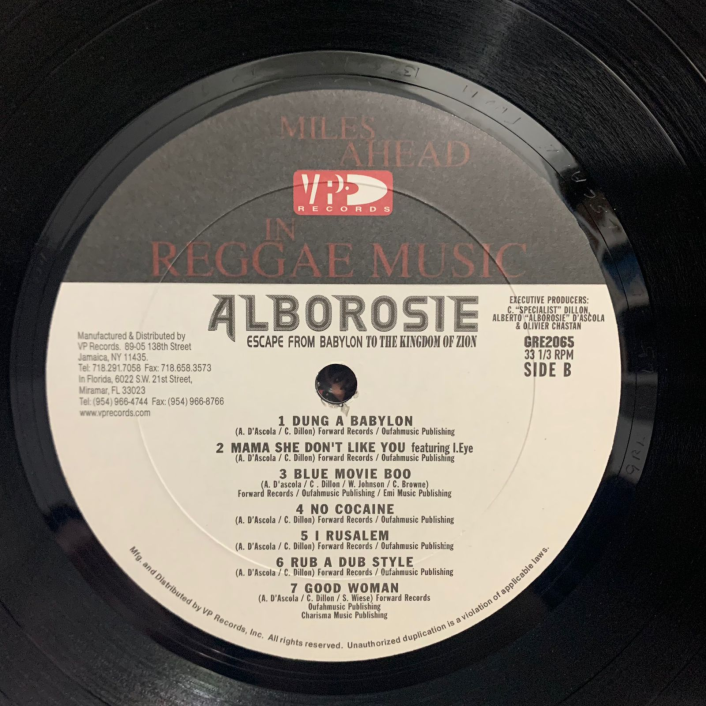 MILES
AHEAD
VP
RECORDS
IN
REGGAE MUSIC
ALBOROSIE
ESCAPE FROM BABYLON TO THE KINGDOM OF ZION
EXECUTIVE PRODUCERS:
C. "SPECIALIST" DILLON,
ALBERTO "ALBOROSIE" D'ASCOLA
& OLIVIER CHASTAN
GRE2065
33 1/3 RPM
SIDE B
Manufactured & Distributed by
VP Records. 89-05 138th Street
Jamaica, NY 11435.
Tel: 718.291.7058 Fax: 718.658.3573
In Florida, 6022 S.W. 21st Street,
Miramar, FL 33023
Tel: (954) 966-4744 Fax: (954) 966-8766
www.vprecords.com
1 DUNG A BABYLON
(A. D'Ascola / C. Dillon) Forward Records / Oufahmusic Publishing
2 MAMA SHE DON'T LIKE YOU featuring I.Eye
(A. D'Ascola / C. Dillon) Forward Records / Oufahmusic Publishing
3 BLUE MOVIE BOO
(A. D'Ascola / C . Dillon / W. Johnson / C. Browne)
Forward Records / Oufahmusic Publishing / Emi Music Publishing
4 NO COCAINE
(A. D'Ascola / C. Dillon) Forward Records / Oufahmusic Publishing
5 I RUSALEM
(A. D'Ascola / C. Dillon) Forward Records / Oufahmusic Publishing
6 RUB A DUB STYLE
(A. D'Ascola / C. Dillon) Forward Records / Oufahmusic Publishing
7 GOOD WOMAN
(A. D'Ascola / C. Dillon / S. Wiese) Forward Records
Oufahmusic Publishing
Charisma Music Publishing
Mfg. and Distributed by VP Records, Inc. All rights reserved. Unauthorized duplication is a violation of applicable laws.